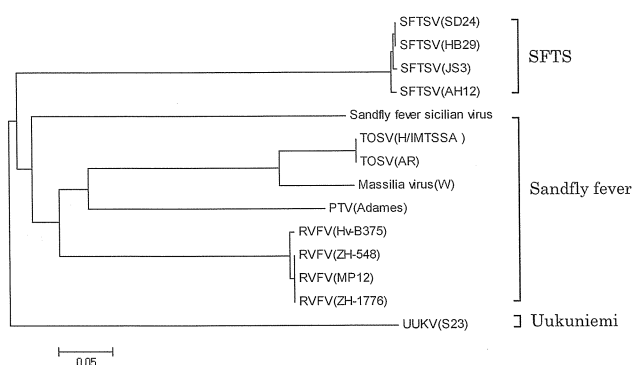 SFTSV(SD24)
SFTSV(HB29)
SFTSV(JS3)
SFTSV(AH12)
SFTS
Sandfly fever sicilian virus
TOSV(H/IMTSSA )
TOSV(AR)
Massilia virus(W)
PTV(Adames)
RVFV(Hv-B375)
RVFV(ZH-548)
RVFV(MP12)
RVFV(ZH-1776)
Sandfly fever
UUKV(S23)
Uukuniemi
0.05